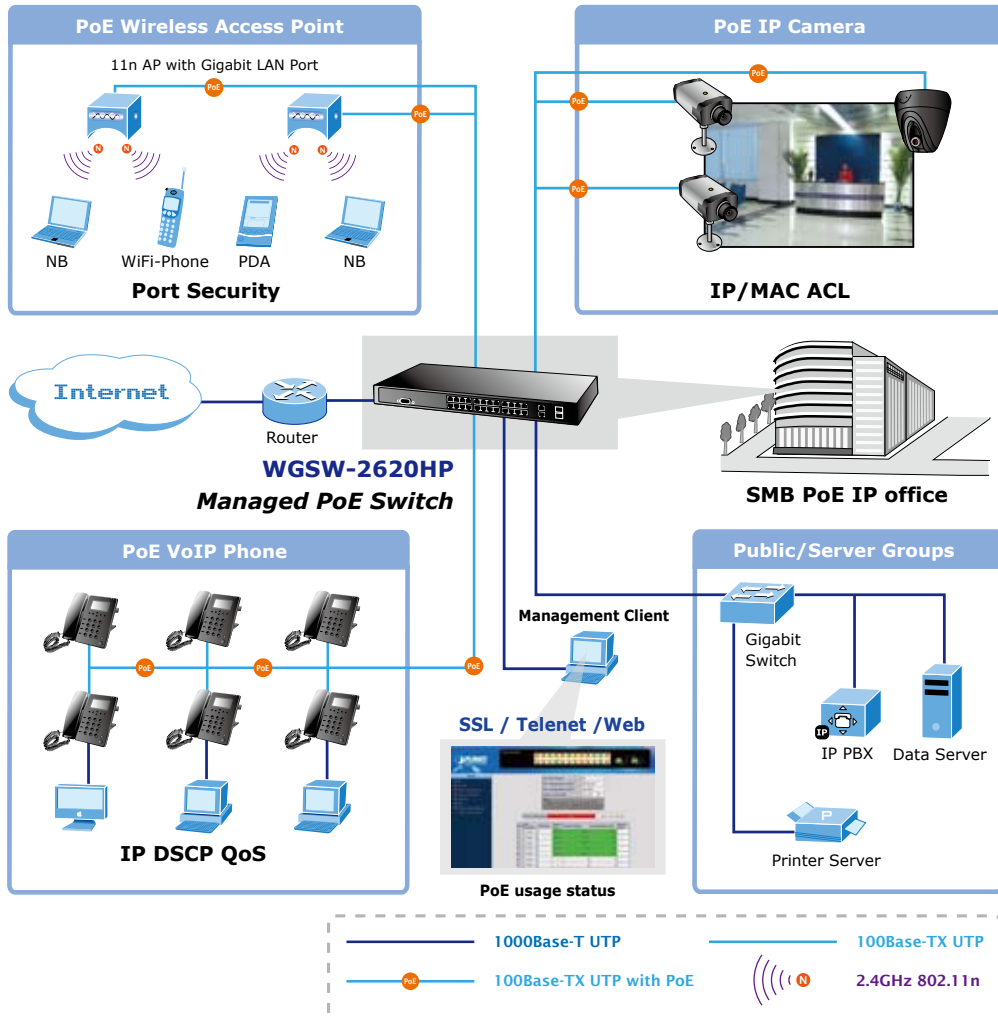 PoE Wireless Access Point
11n AP with Gigabit LAN Port
PoE
PoE
N
N
N
N
NB
WiFi-Phone
PDA
NB
Port Security
PoE IP Camera
PoE
PoE
PoE
IP/MAC ACL
Internet
Router
WGSW-2620HP
Managed PoE Switch
SMB PoE IP office
PoE VoIP Phone
PoE
PoE
PoE
IP DSCP QoS
Management Client
SSL / Telenet /Web
PLANET
PoE usage status
Public/Server Groups
Gigabit
Switch
IP
IP PBX
Data Server
P
Printer Server
1000Base-T UTP
100Base-TX UTP
PoE
100Base-TX UTP with PoE
N
2.4GHz 802.11n